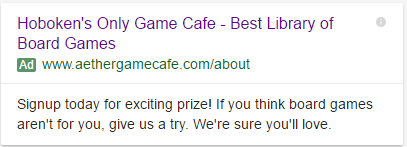 Hoboken's Only Game Cafe - Best Library of
Board Games
Ad www.aethergamecafe.com/about
Signup today for exciting prize! If you think board games
aren't for you, give us a try. We're sure you'll love.